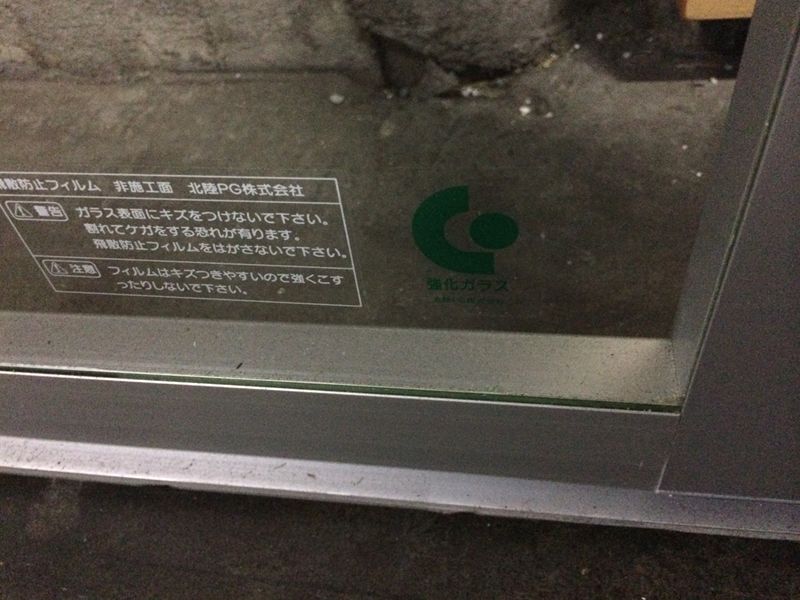 飛散防止フィルム 非施工面 北陸PG株式会社
警告 ガラス表面にキズをつけないで下さい。
割れてケガをする恐れが有ります。
飛散防止フィルムをはがさないで下さい。
注意 フィルムはキズつきやすいので強くこす
ったりしないで下さい。
強化ガラス